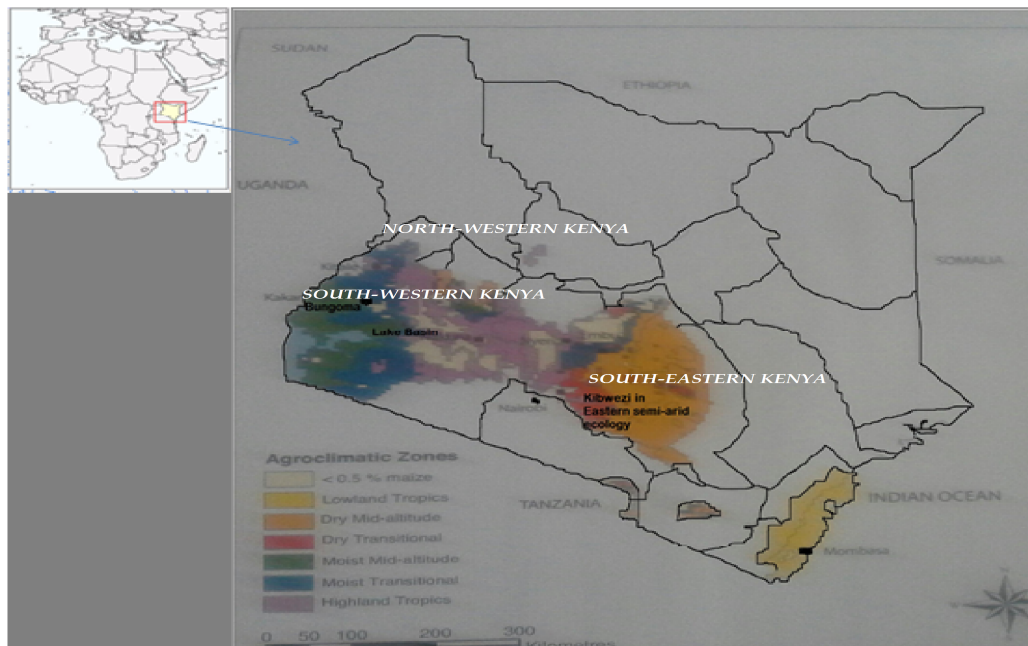 SUDAN
ETHIOPIA
UGANDA
NORTH-WESTERN KENYA
SOMALIA
SOUTH-WESTERN KENYA
Bungoma
Lake Basin
SOUTH-EASTERN KENYA
Kibwezi in
Eastern semi-arid
ecology
Nairobi
Agroclimatic Zones
< 0.5 % maize
Lowland Tropics
Dry Mid-altitude
Dry Transitional
Moist Mid-altitude
Moist Transitional
Highland Tropics
TANZANIA
INDIAN OCEAN
Mombasa
0 50 100 200 300
Kilometres